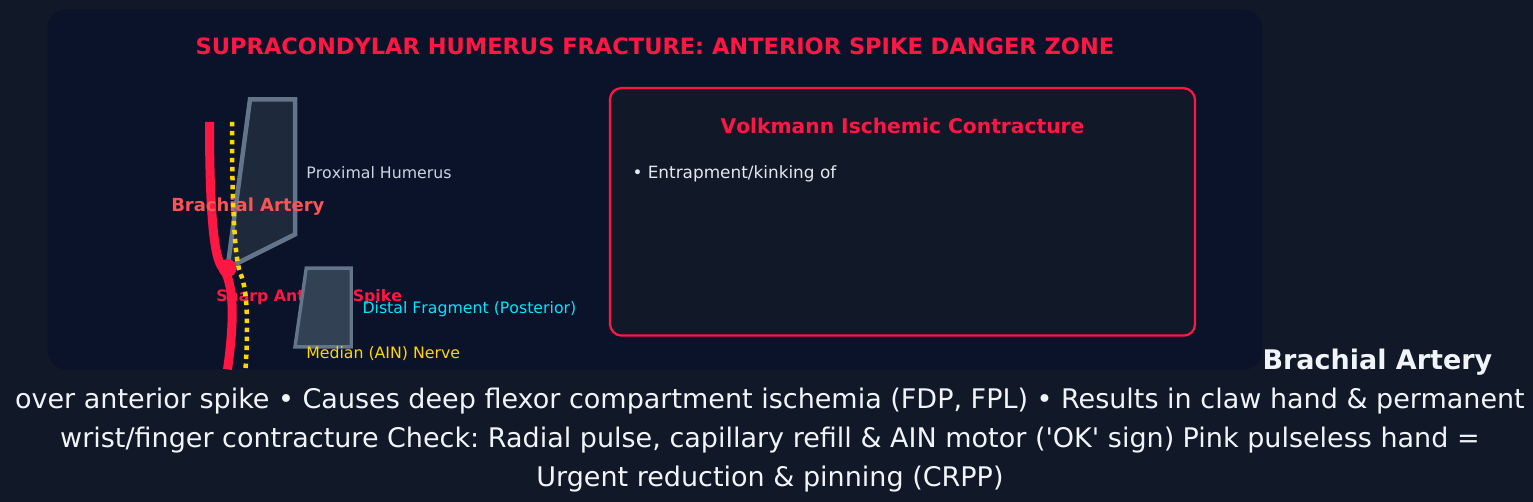 SUPRACONDYLAR HUMERUS FRACTURE: ANTERIOR SPIKE DANGER ZONE
Proximal Humerus
Brachial Artery
Sharp Ant Spike
Distal Fragment (Posterior)
Median (AIN) Nerve
Volkmann Ischemic Contracture
• Entrapment/kinking of
Brachial Artery
over anterior spike • Causes deep flexor compartment ischemia (FDP, FPL) • Results in claw hand & permanent
wrist/finger contracture Check: Radial pulse, capillary refill & AIN motor ('OK' sign) Pink pulseless hand =
Urgent reduction & pinning (CRPP)